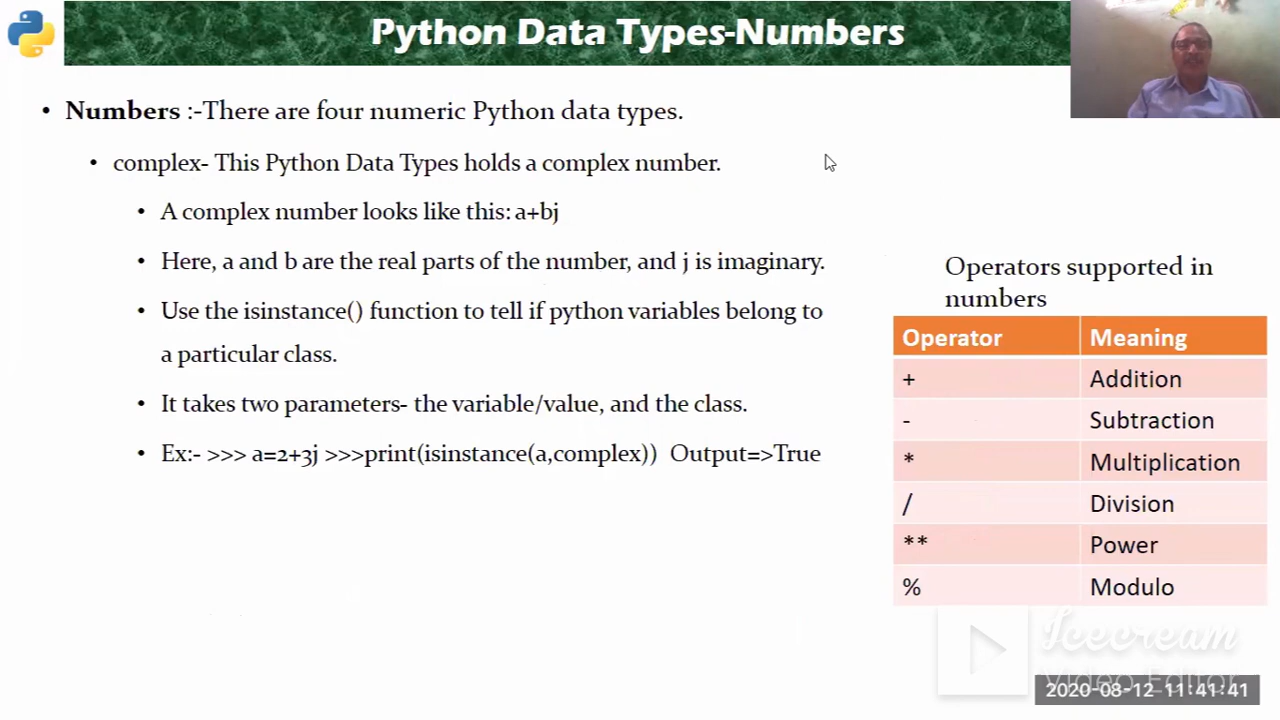 Python Data Types-Numbers
• Numbers :-There are four numeric Python data types.
• complex- This Python Data Types holds a complex number.
• A complex number looks like this: a+bj
• Here, a and b are the real parts of the number, and j is imaginary.
• Use the isinstance() function to tell if python variables belong to
a particular class.
• It takes two parameters- the variable/value, and the class.
• Ex:- >>> a=2+3j >>>print(isinstance(a,complex)) Output=>True
Operators supported in
numbers
Operator Meaning
+ Addition
- Subtraction
* Multiplication
/ Division
** Power
% Modulo
Icecream
Video Editor
2020-08-12 11:41:41